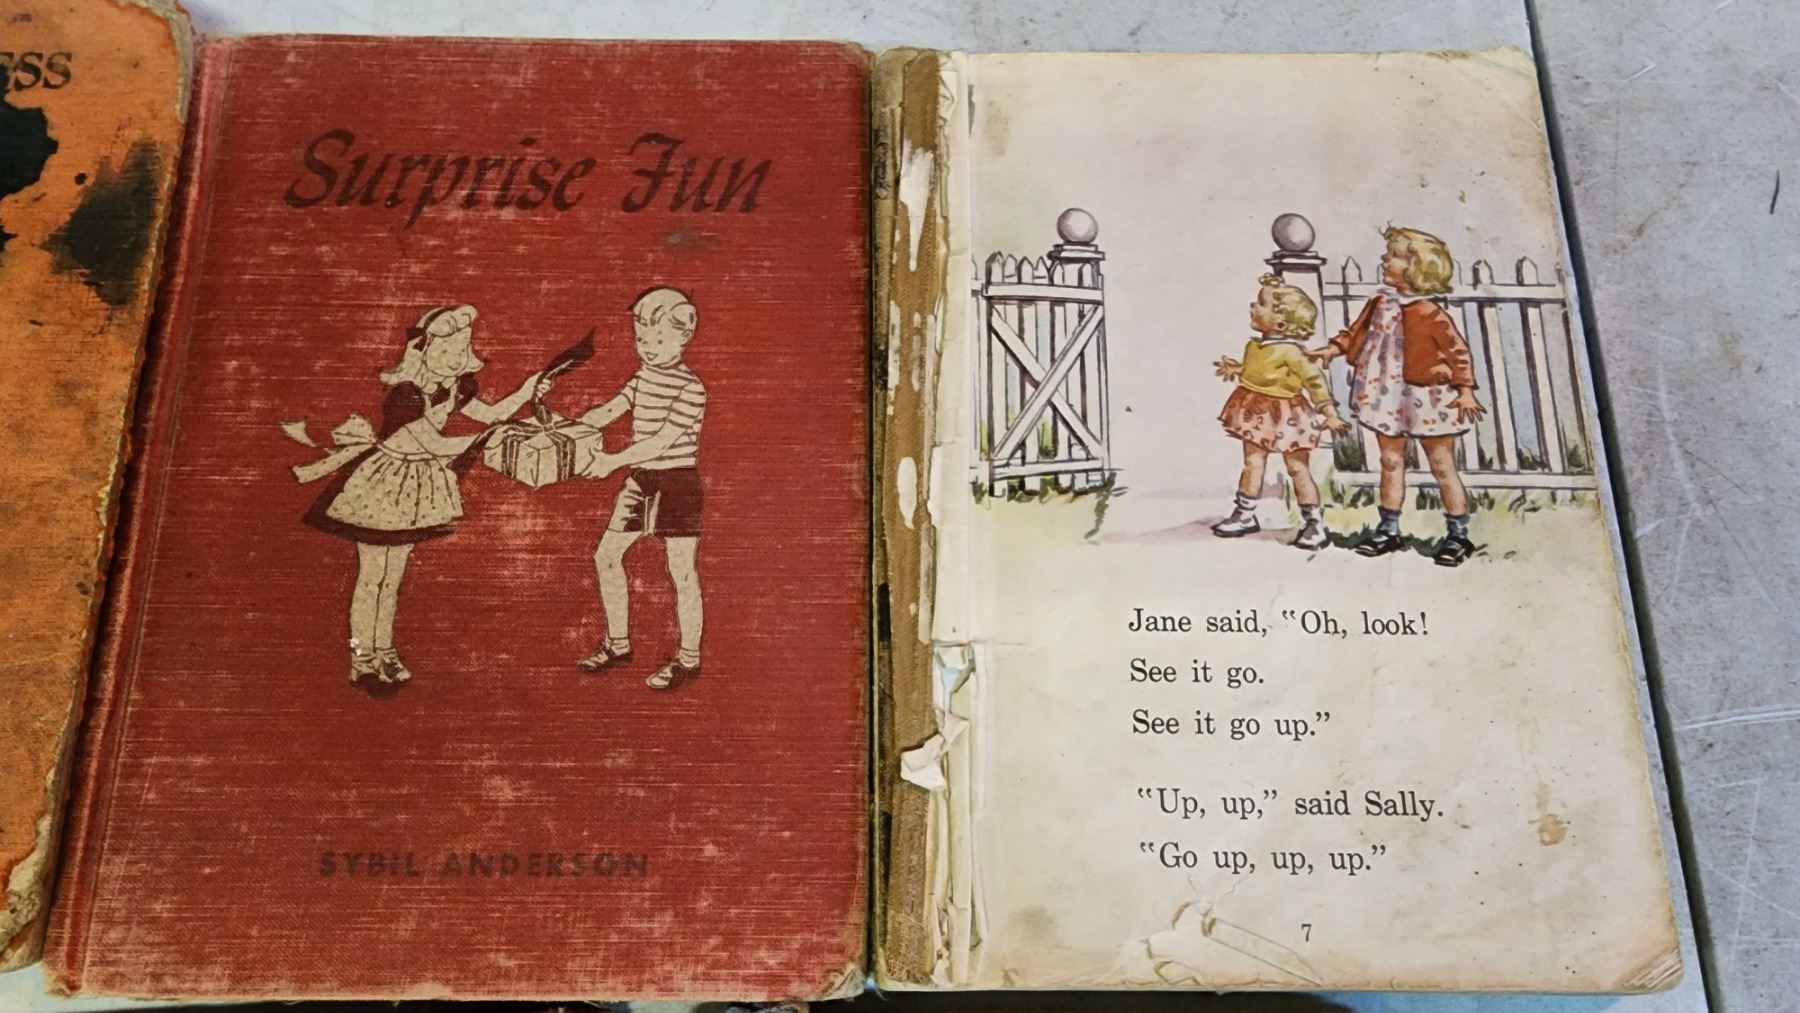 Surprise Fun
SYBIL ANDERSON
Jane said, "Oh, look!
See it go.
See it go up."
"Up, up," said Sally.
"Go up, up, up."
7